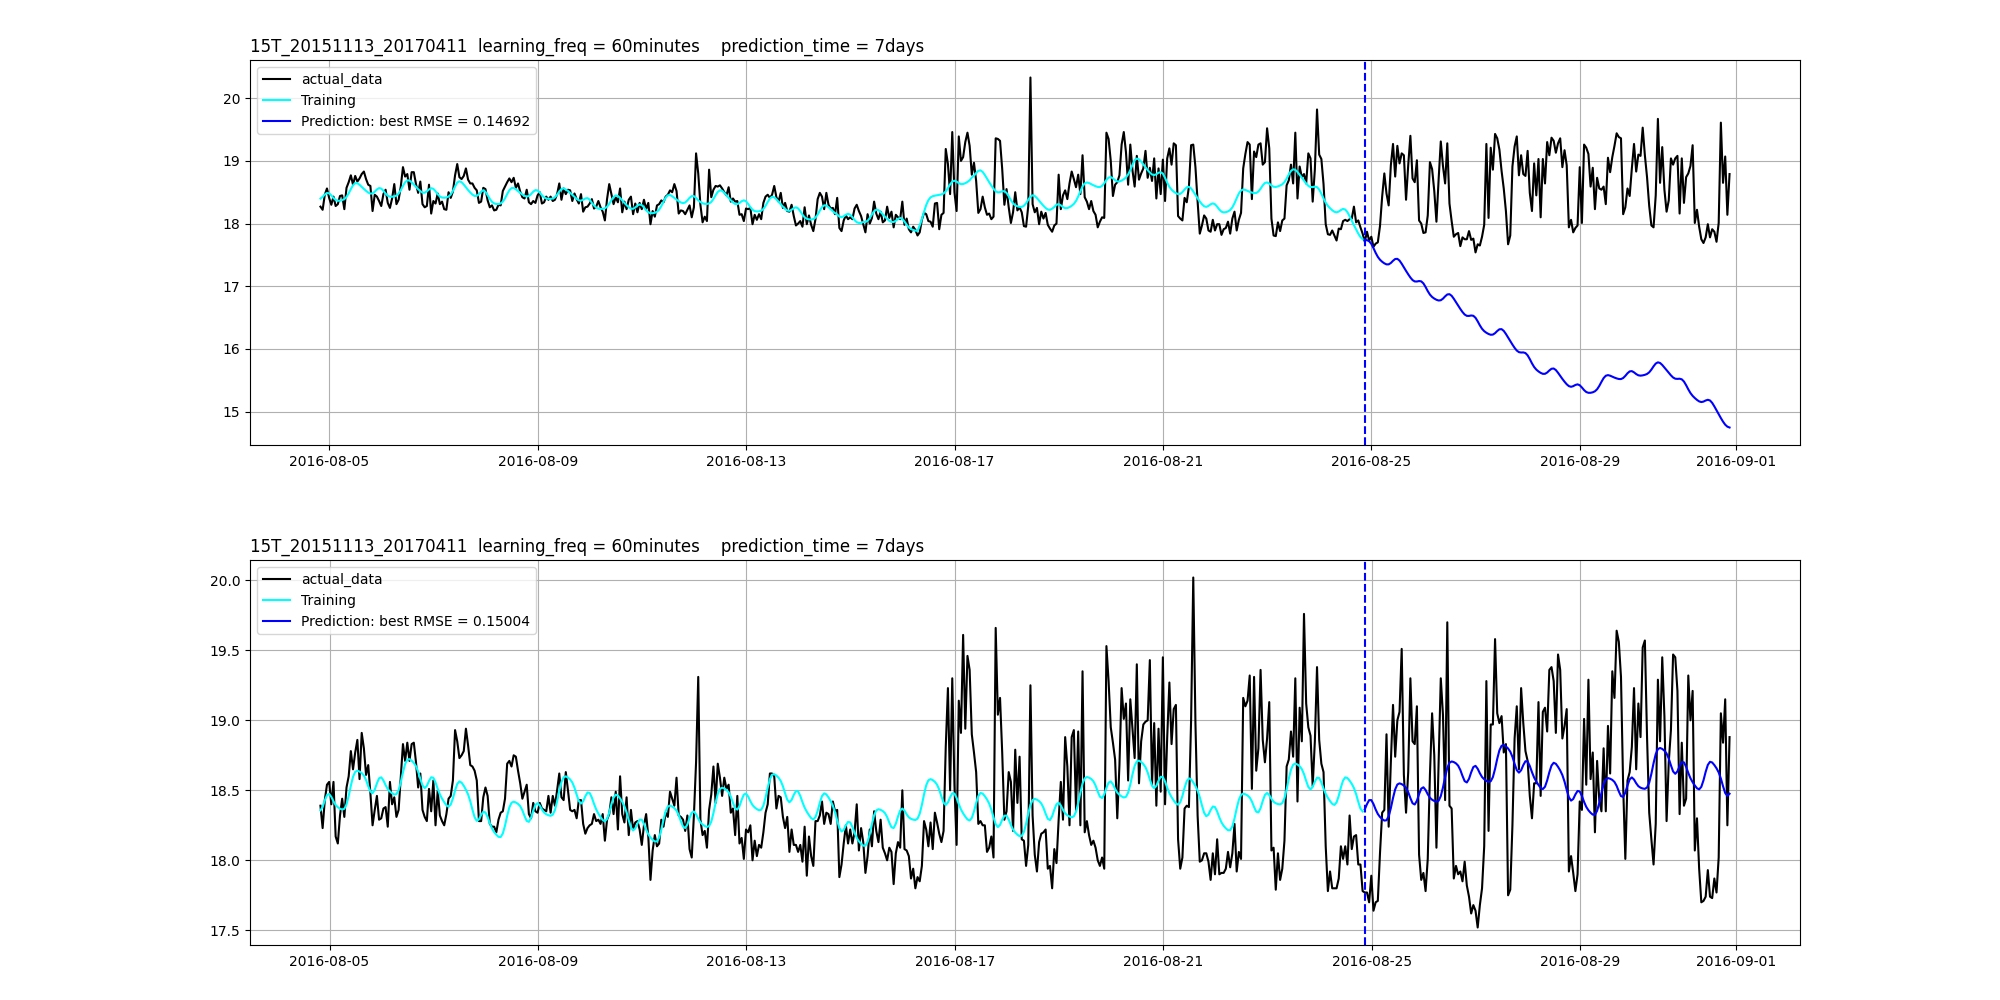 15T_20151113_20170411  learning_freq = 60minutes    prediction_time = 7days
actual_data
Training
Prediction: best RMSE = 0.14692
20
19
18
17
16
15
2016-08-05 2016-08-09 2016-08-13 2016-08-17 2016-08-21 2016-08-25 2016-08-29 2016-09-01
15T_20151113_20170411  learning_freq = 60minutes    prediction_time = 7days
actual_data
Training
Prediction: best RMSE = 0.15004
20.0
19.5
19.0
18.5
18.0
17.5
2016-08-05 2016-08-09 2016-08-13 2016-08-17 2016-08-21 2016-08-25 2016-08-29 2016-09-01